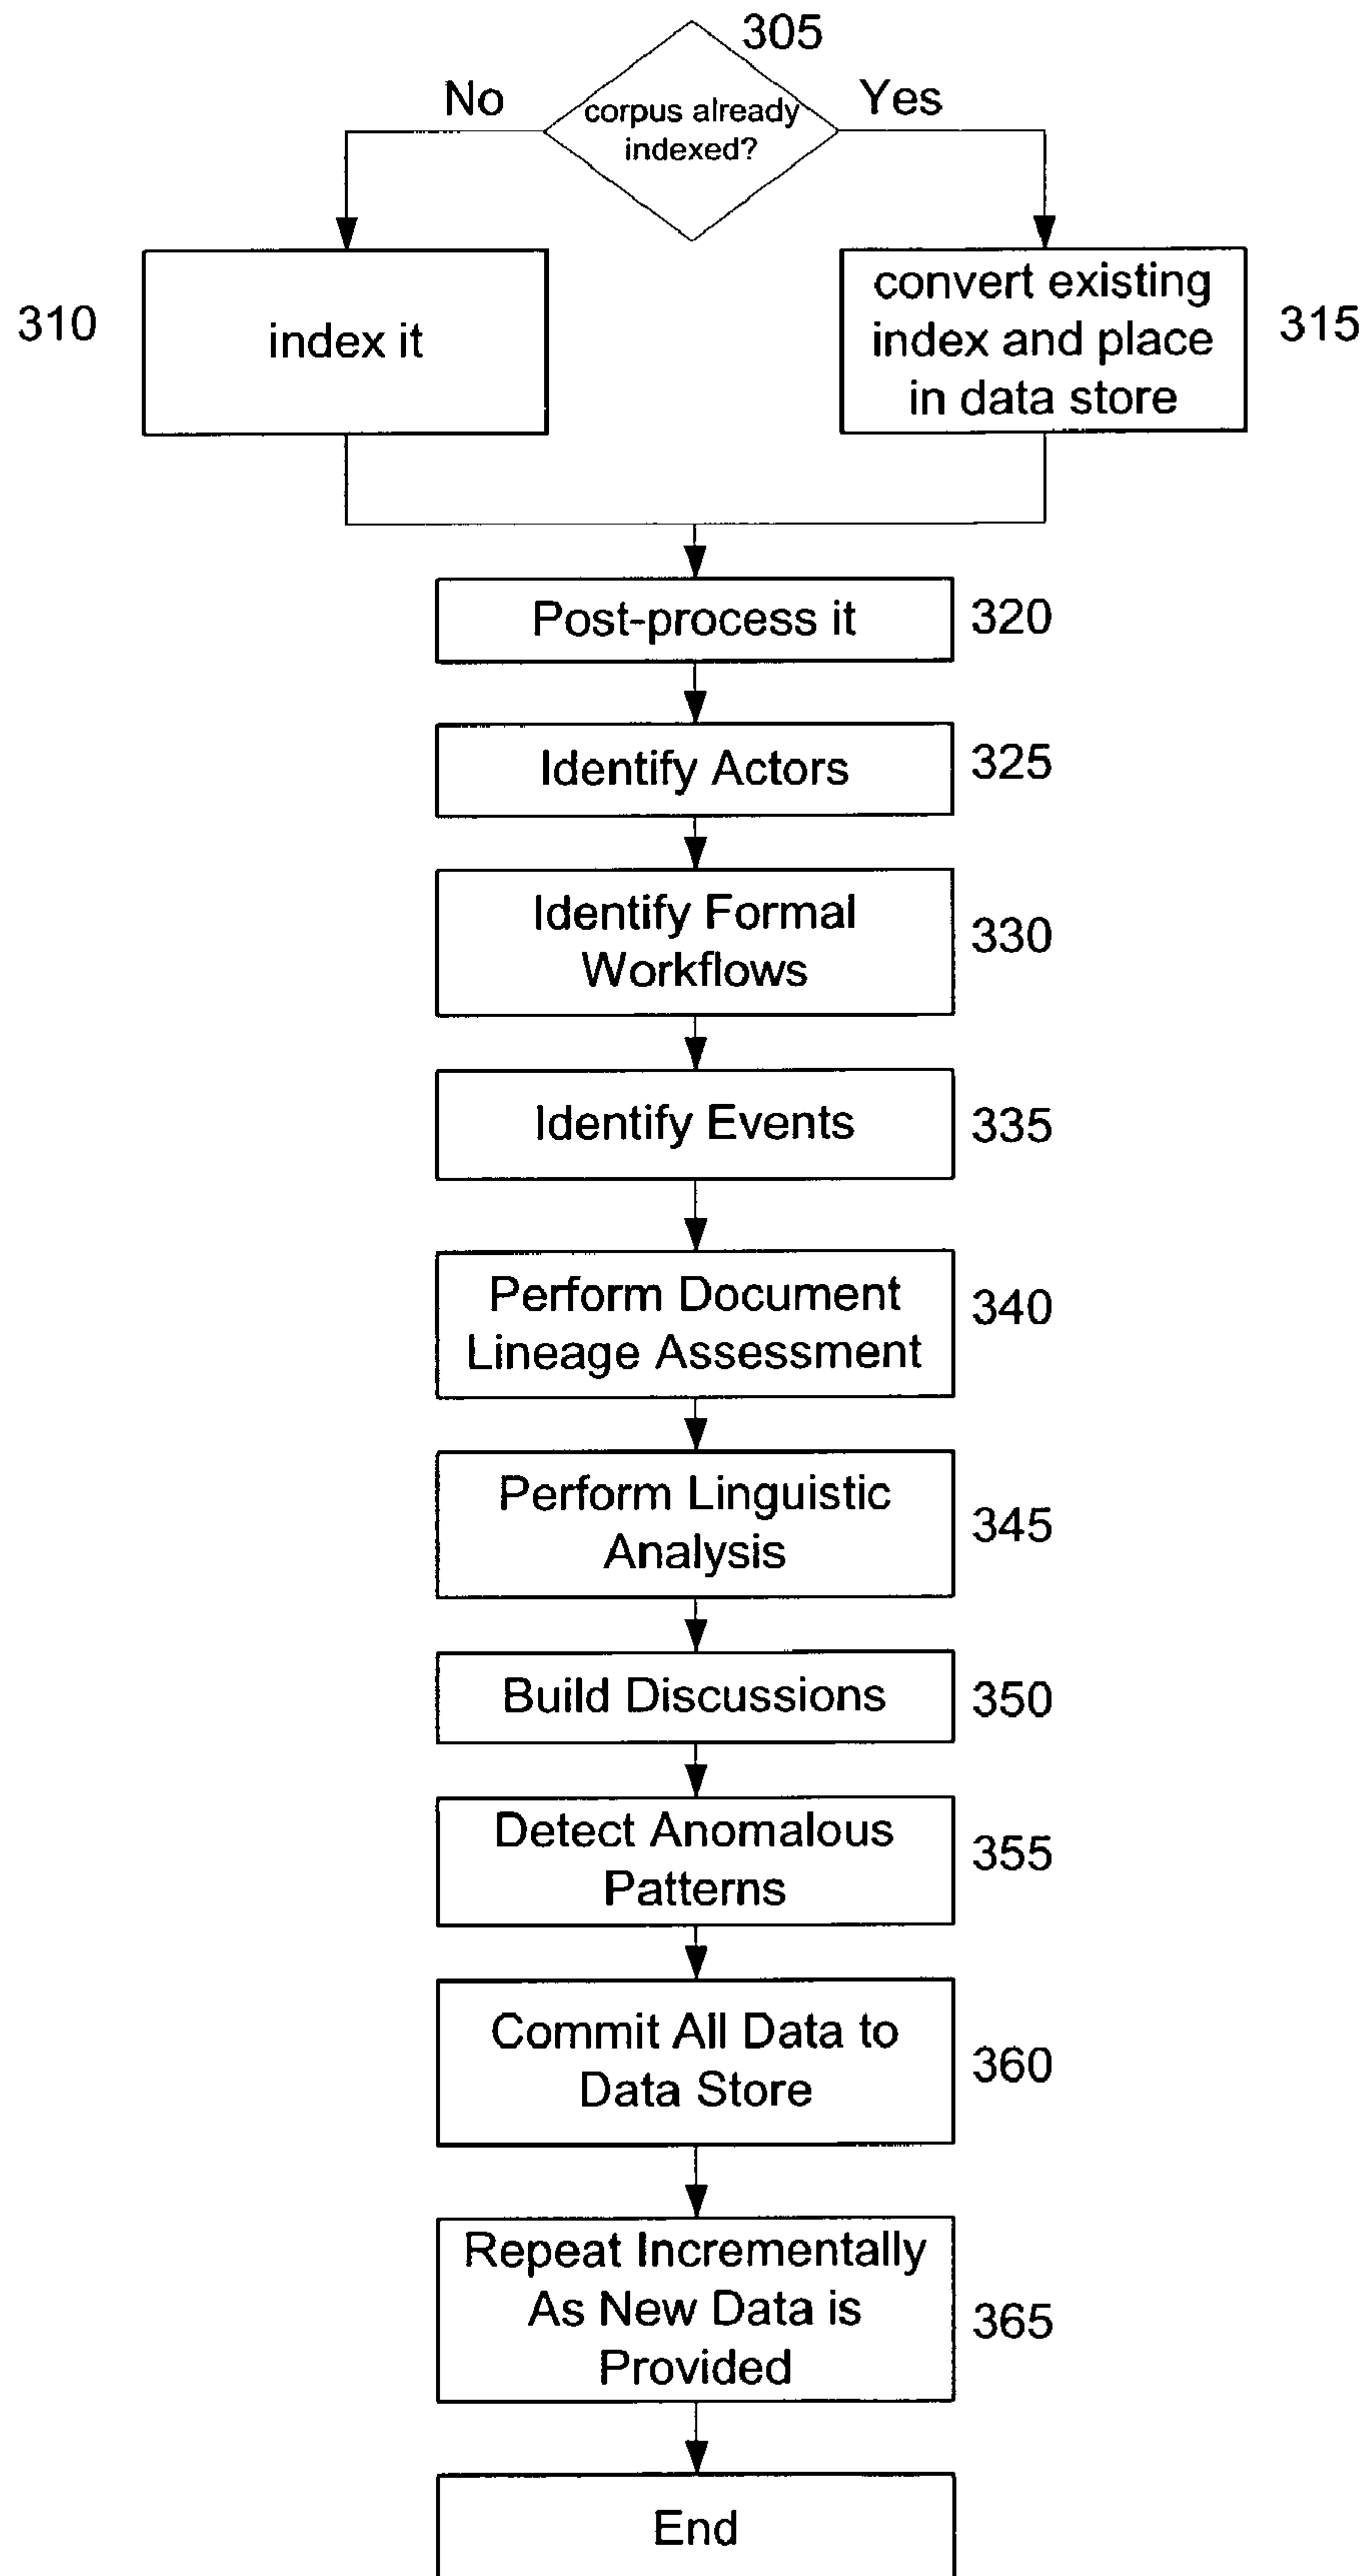 305
No
Yes
corpus already
indexed?
310
index it
convert existing
index and place
in data store
315
Post-process it
320
Identify Actors
325
Identify Formal
Workflows
330
Identify Events
335
Perform Document
Lineage Assessment
340
Perform Linguistic
Analysis
345
Build Discussions
350
Detect Anomalous
Patterns
355
Commit All Data to
Data Store
360
Repeat Incrementally
As New Data is
Provided
365
End